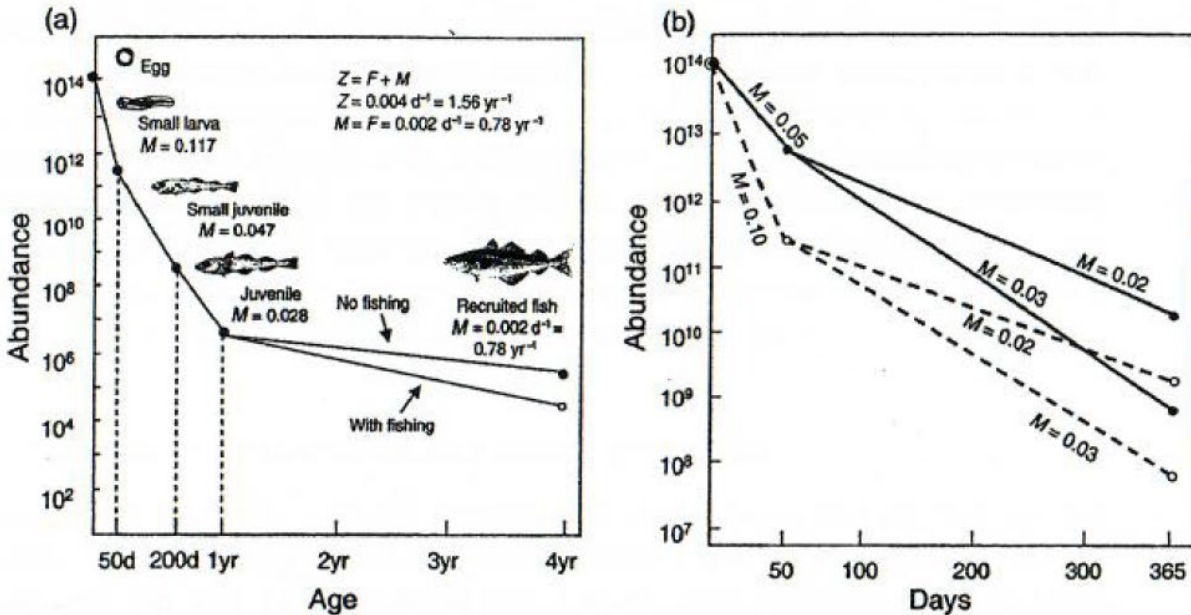 (a)
Egg
Small larva
M = 0.117
Small juvenile
M = 0.047
Juvenile
M = 0.028
Z = F + M
Z = 0.004 d⁻¹ = 1.56 yr⁻¹
M = F = 0.002 d⁻¹ = 0.78 yr⁻¹
No fishing
With fishing
Recruited fish
M = 0.002 d⁻¹ =
0.78 yr⁻¹
Abundance
10¹⁴
10¹²
10¹⁰
10⁸
10⁶
10⁴
10²
50d 200d 1yr 2yr 3yr 4yr
Age
(b)
Abundance
10¹⁴
10¹³
10¹²
10¹¹
10¹⁰
10⁹
10⁸
10⁷
M = 0.05
M = 0.10
M = 0.02
M = 0.03
M = 0.02
M = 0.03
50 100 200 300 365
Days